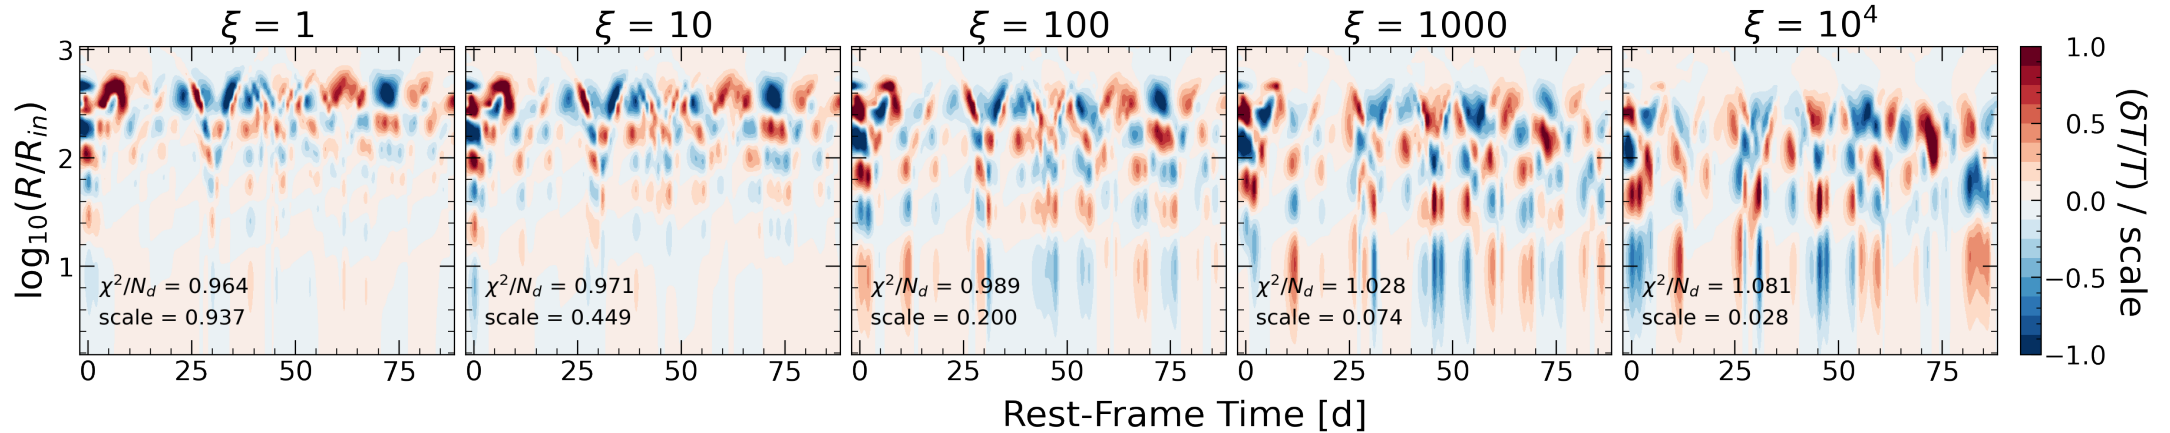 ξ = 1
ξ = 10
ξ = 100
ξ = 1000
ξ = 10⁴
log₁₀(R/R_in)
3
2
1
χ²/N_d = 0.964
scale = 0.937
χ²/N_d = 0.971
scale = 0.449
χ²/N_d = 0.989
scale = 0.200
χ²/N_d = 1.028
scale = 0.074
χ²/N_d = 1.081
scale = 0.028
0 25 50 75
0 25 50 75
0 25 50 75
0 25 50 75
0 25 50 75
Rest-Frame Time [d]
1.0
0.5
0.0
−0.5
−1.0
(δT/T) / scale